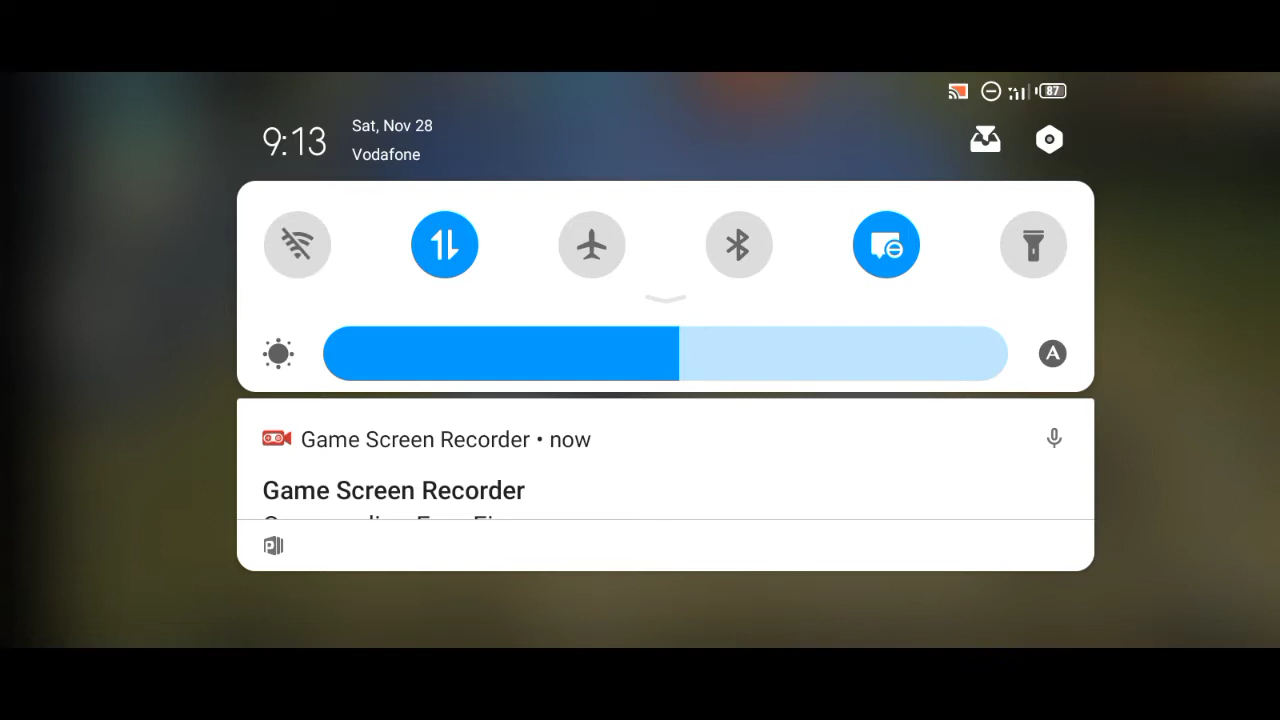 87
9:13
Sat, Nov 28
Vodafone
A
Game Screen Recorder • now
Game Screen Recorder